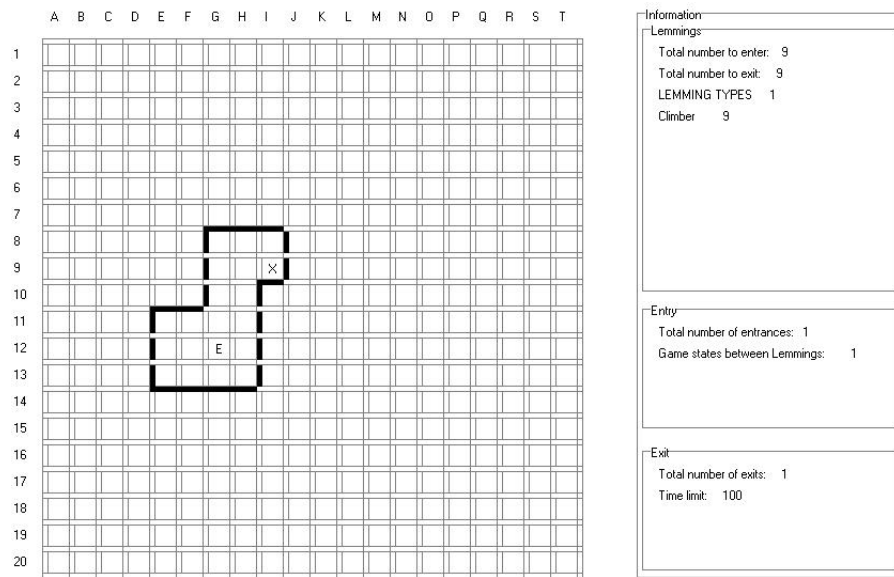 A B C D E F G H I J K L M N O P Q R S T
1
2
3
4
5
6
7
8
9 X
10
11
12 E
13
14
15
16
17
18
19
20
Information
Lemmings
Total number to enter: 9
Total number to exit: 9
LEMMING TYPES 1
Climber 9
Entry
Total number of entrances: 1
Game states between Lemmings: 1
Exit
Total number of exits: 1
Time limit: 100